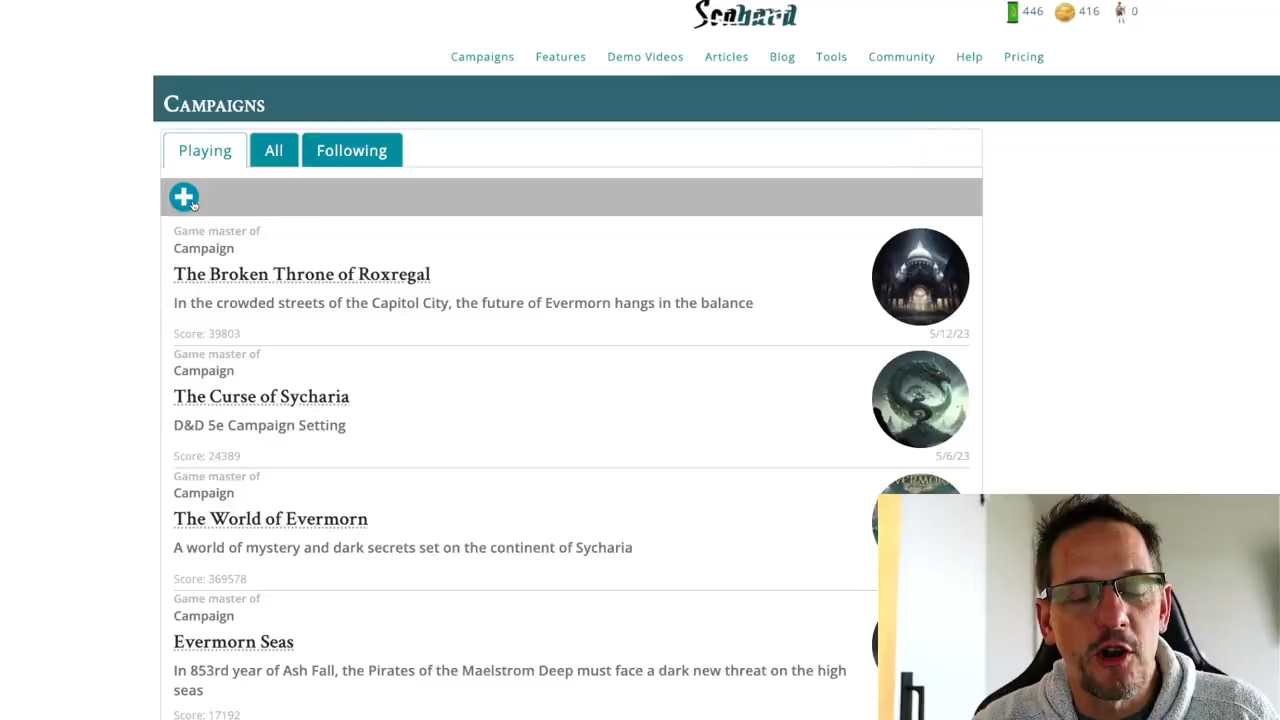 Scabard
446 416 0
Campaigns Features Demo Videos Articles Blog Tools Community Help Pricing
Campaigns
Playing All Following
Game master of
Campaign
The Broken Throne of Roxregal
In the crowded streets of the Capitol City, the future of Evermorn hangs in the balance
Score: 39803 5/12/23
Game master of
Campaign
The Curse of Sycharia
D&D 5e Campaign Setting
Score: 24389 5/6/23
Game master of
Campaign
EVERMORN
The World of Evermorn
A world of mystery and dark secrets set on the continent of Sycharia
Score: 369578
Game master of
Campaign
Evermorn Seas
In 853rd year of Ash Fall, the Pirates of the Maelstrom Deep must face a dark new threat on the high
seas
Score: 17192